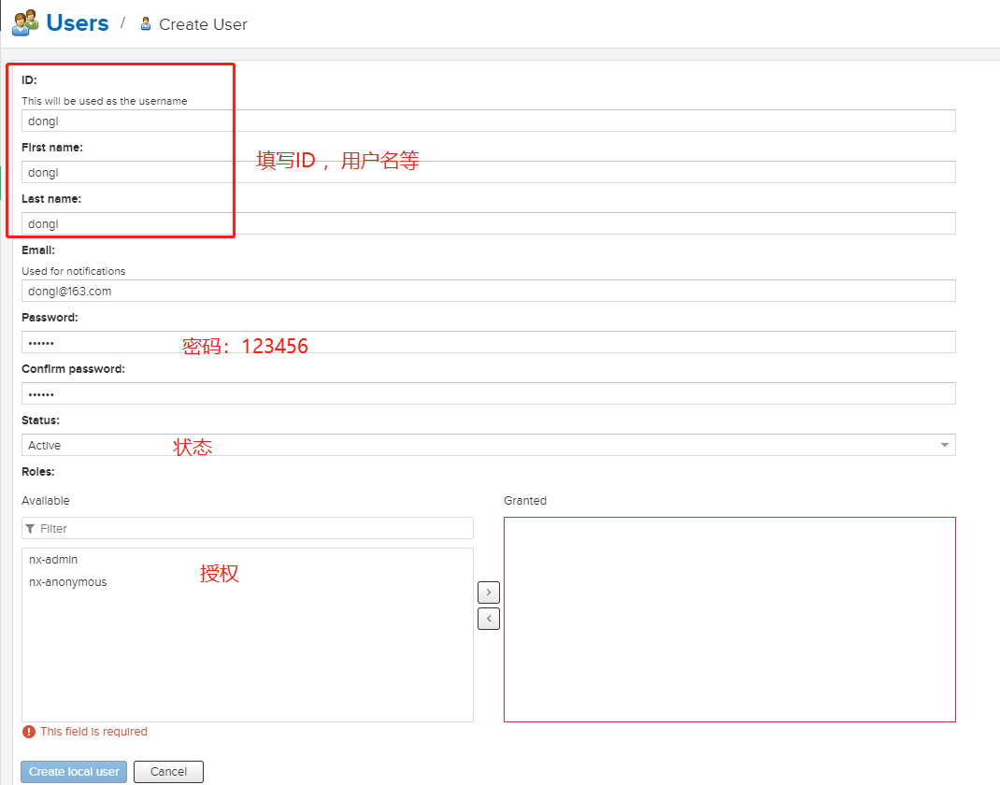 Users / Create User
ID:
This will be used as the username
dongl
First name:
填写ID ，用户名等
dongl
Last name:
dongl
Email:
Used for notifications
dongl@163.com
Password:
•••••• 密码：123456
Confirm password:
••••••
Status:
Active 状态
Roles:
Available Granted
Filter
nx-admin
授权
nx-anonymous
>
<
This field is required
Create local user Cancel